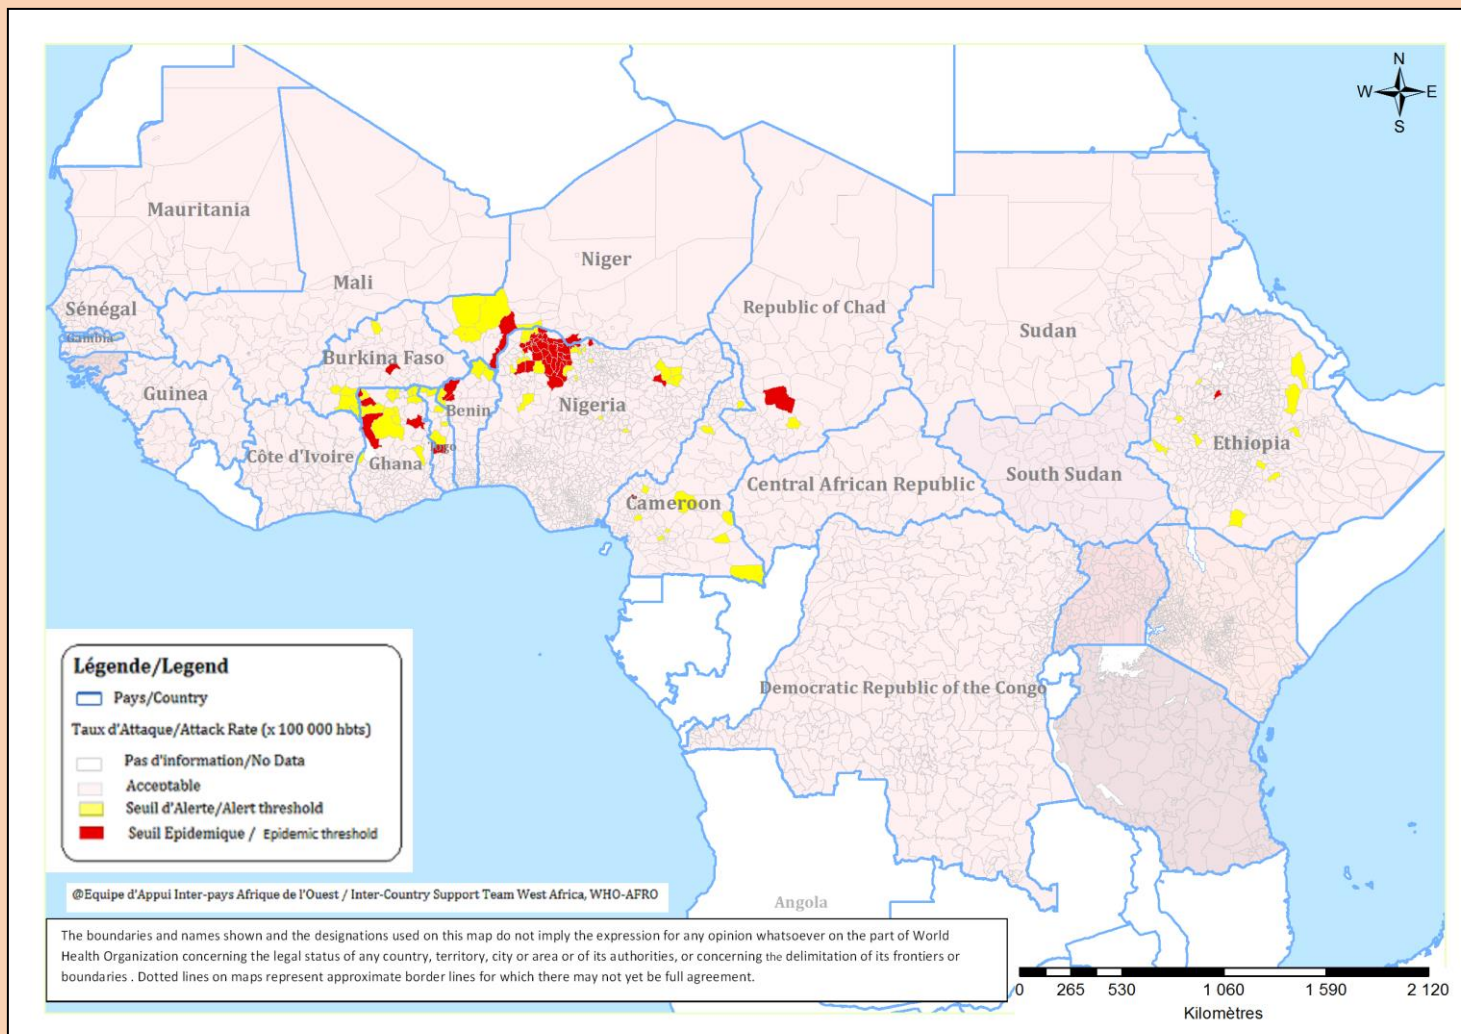 N
W E
S
Mauritania
Mali
Niger
Republic of Chad
Sudan
Sénégal
Gambia
Burkina Faso
Guinea
Benin
Nigeria
Ethiopia
Côte d'Ivoire
Ghana
Togo
South Sudan
Central African Republic
Cameroon
Democratic Republic of the Congo
Angola
Légende/Legend
Pays/Country
Taux d'Attaque/Attack Rate (x 100 000 hbts)
Pas d'information/No Data
Acceptable
Seuil d'Alerte/Alert threshold
Seuil Epidemique / Epidemic threshold
@Equipe d'Appui Inter-pays Afrique de l'Ouest / Inter-Country Support Team West Africa, WHO-AFRO
The boundaries and names shown and the designations used on this map do not imply the expression for any opinion whatsoever on the part of World
Health Organization concerning the legal status of any country, territory, city or area or of its authorities, or concerning the delimitation of its frontiers or
boundaries . Dotted lines on maps represent approximate border lines for which there may not yet be full agreement.
0 265 530 1 060 1 590 2 120
Kilomètres